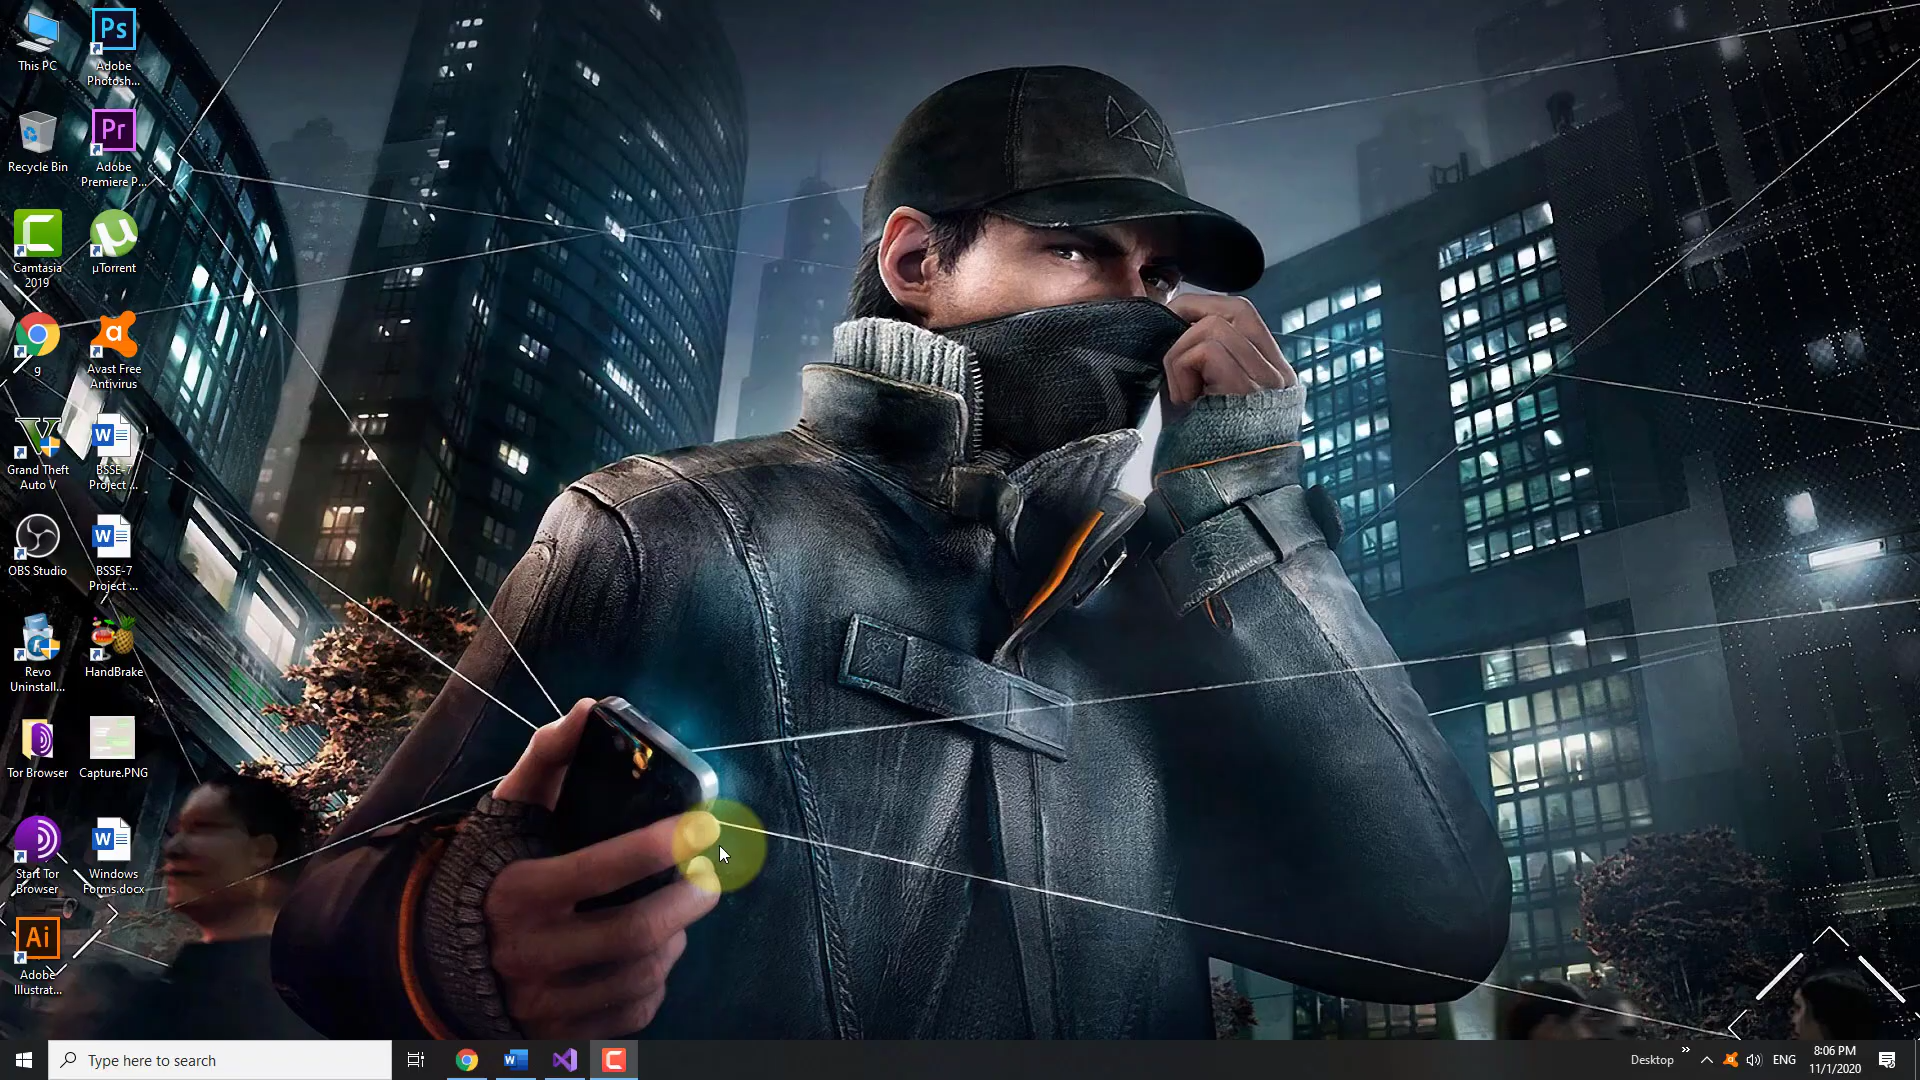 This PC
Ps
Adobe
Photosh...
Recycle Bin
Pr
Adobe
Premiere P...
Camtasia
2019
µTorrent
g
Avast Free
Antivirus
Grand Theft
Auto V
BSSE-7
Project ...
OBS Studio
BSSE-7
Project ...
Revo
Uninstall...
HandBrake
Tor Browser
Capture.PNG
Start Tor
Browser
Windows
Forms.docx
Ai
Adobe
Illustrat...
Type here to search
Desktop
ENG
8:06 PM
11/1/2020